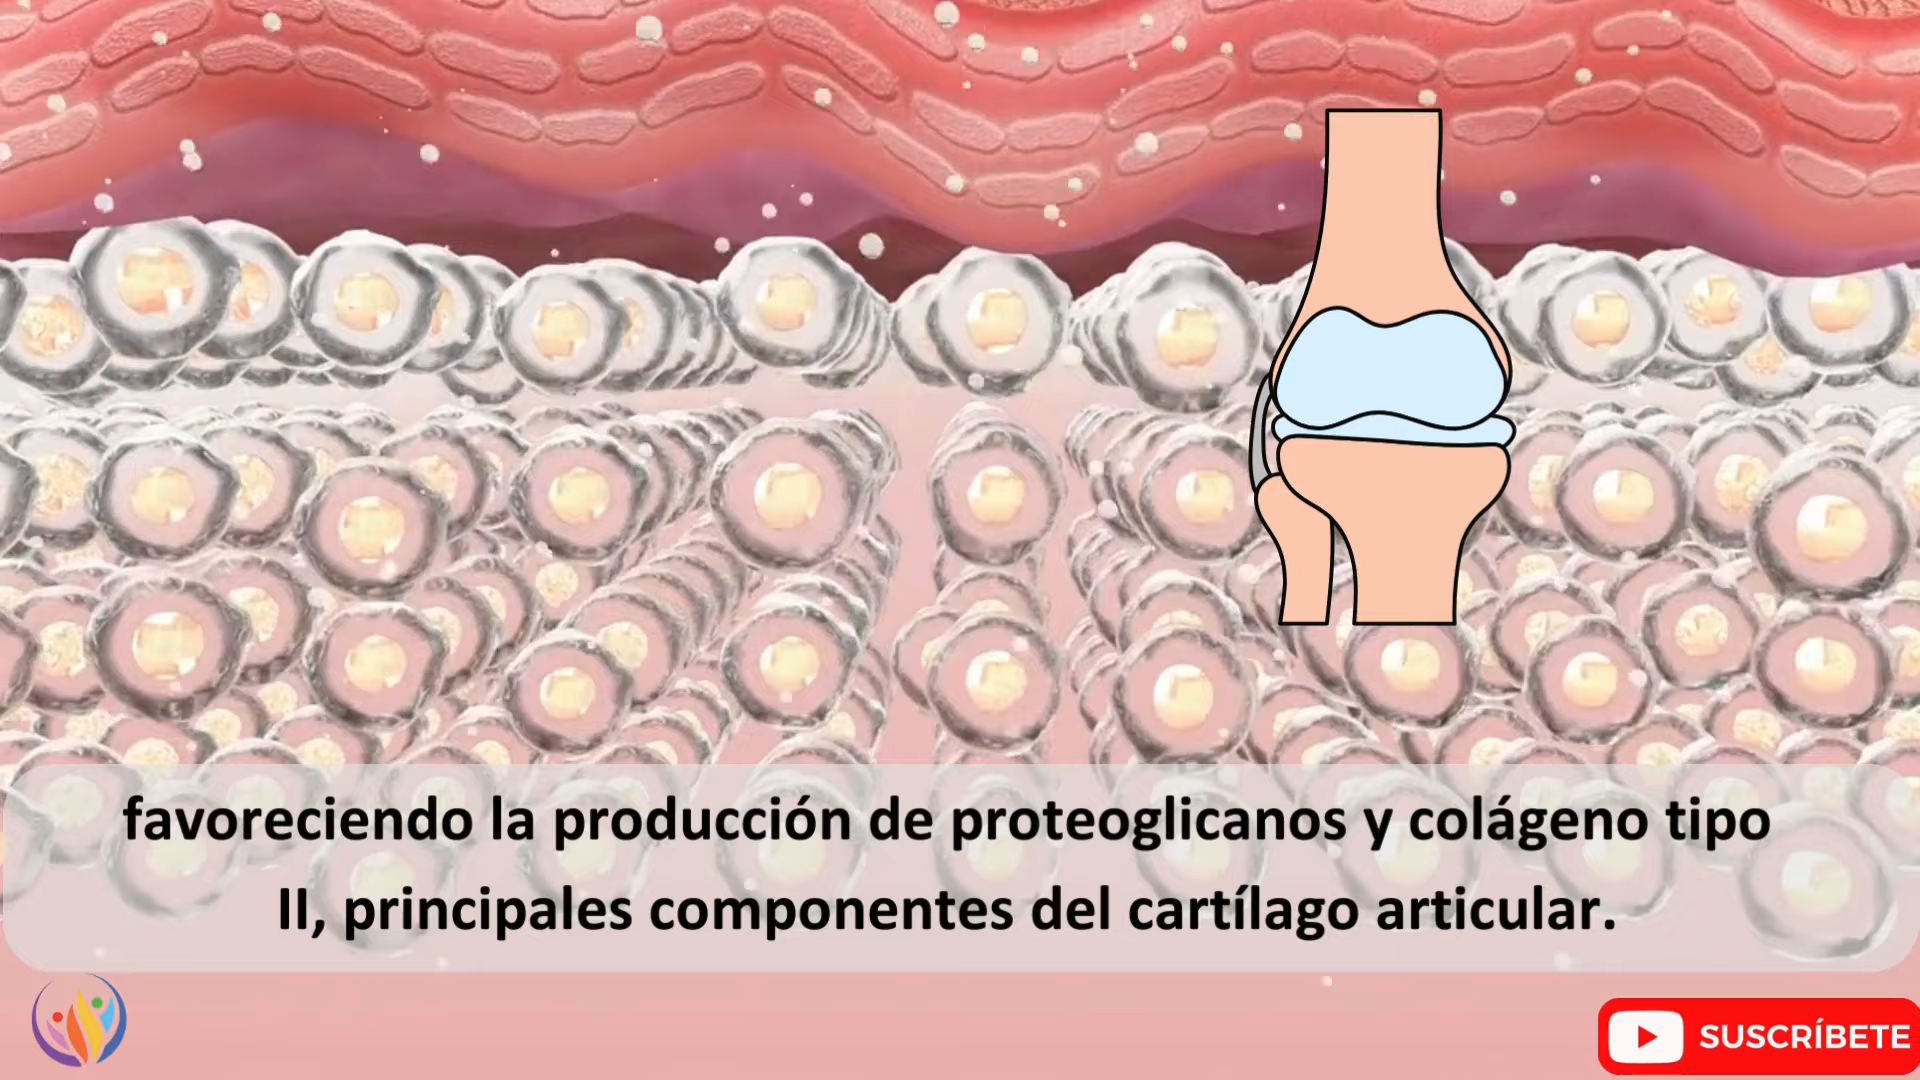 favoreciendo la producción de proteoglicanos y colágeno tipo
II, principales componentes del cartílago articular.
SUSCRÍBETE